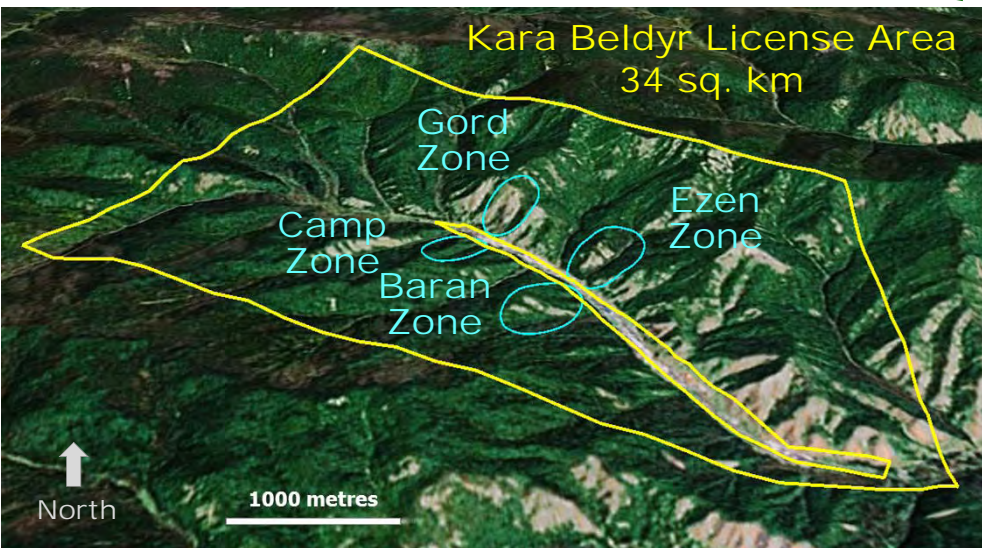 Kara Beldyr License Area
34 sq. km
Gord
Zone
Ezen
Zone
Camp
Zone
Baran
Zone
North
1000 metres